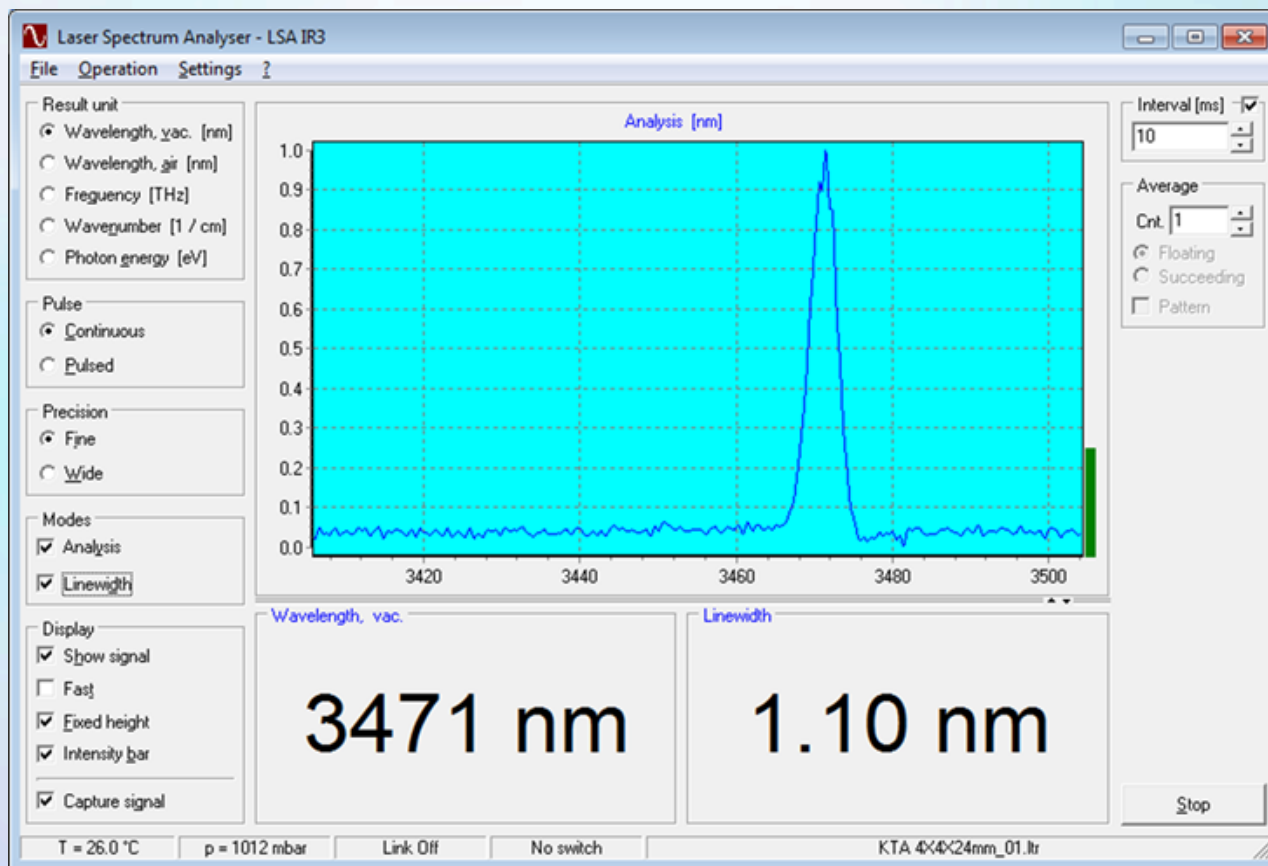 Laser Spectrum Analyser - LSA IR3
File Operation Settings ?
Result unit
Wavelength, vac. [nm]
Wavelength, air [nm]
Freguency [THz]
Wavenumber [1 / cm]
Photon energy [eV]
Pulse
Continuous
Pulsed
Precision
Fine
Wide
Modes
Analysis
Linewidth
Display
Show signal
Fast
Fixed height
Intensity bar
Capture signal
Analysis [nm]
1.0
0.9
0.8
0.7
0.6
0.5
0.4
0.3
0.2
0.1
0.0
3420 3440 3460 3480 3500
Wavelength, vac.
3471 nm
Linewidth
1.10 nm
Interval [ms]
10
Average
Cnt. 1
Floating
Succeeding
Pattern
Stop
T = 26.0 °C p = 1012 mbar Link Off No switch KTA 4X4X24mm_01.ltr